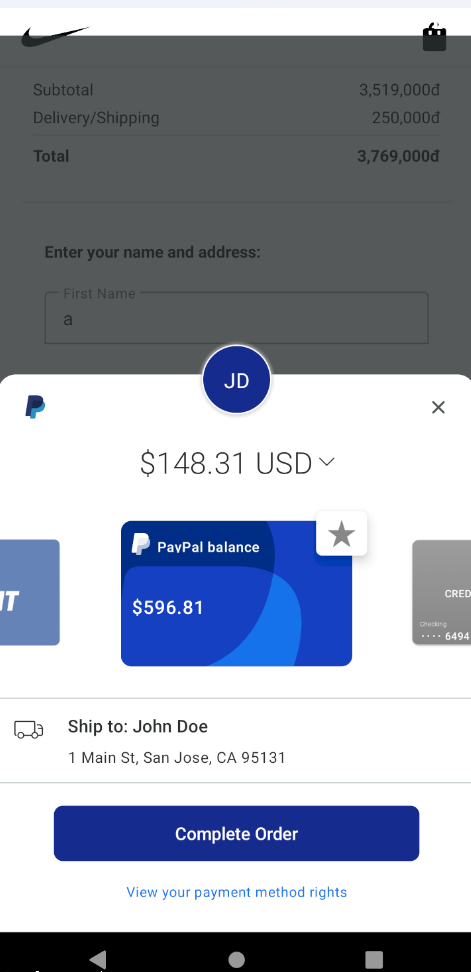 Subtotal 3,519,000đ
Delivery/Shipping 250,000đ
Total 3,769,000đ
Enter your name and address:
First Name
a
JD
$148.31 USD
PayPal balance
$596.81
CRED
Checking
···· 6494
Ship to: John Doe
1 Main St, San Jose, CA 95131
Complete Order
View your payment method rights